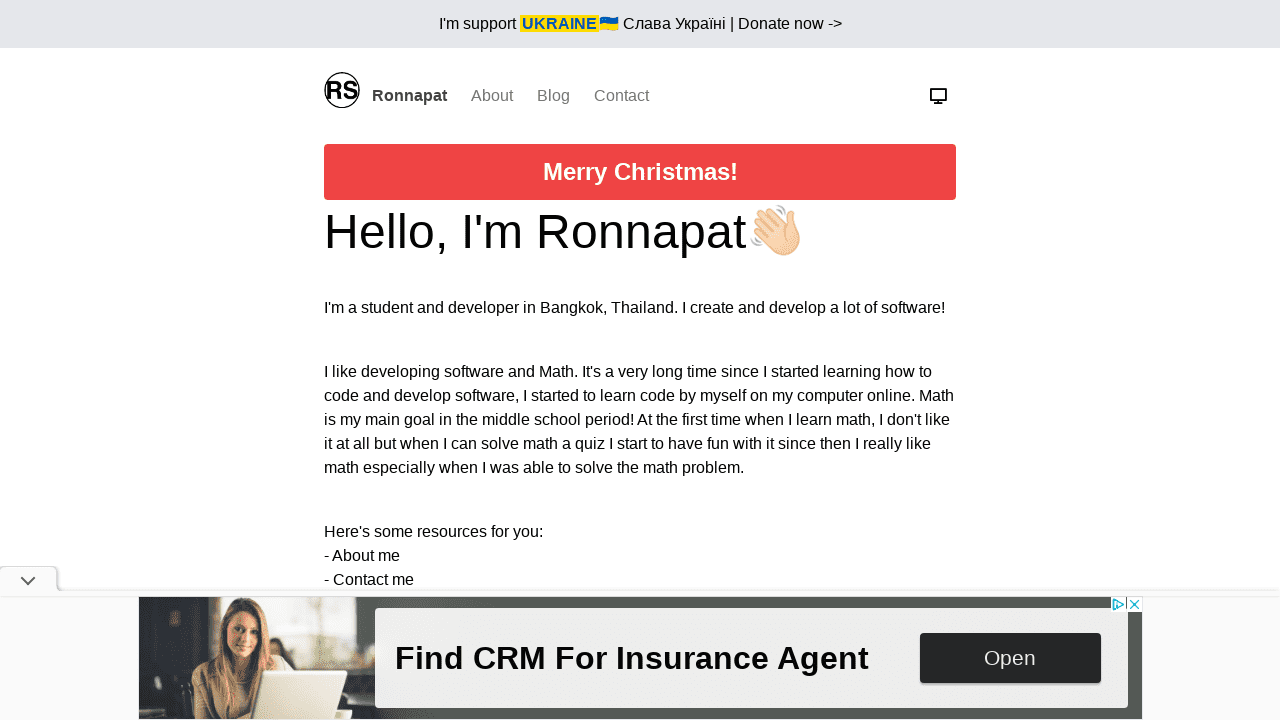 I'm support UKRAINE🇺🇦 Слава Україні | Donate now ->
RS
Ronnapat About Blog Contact
Merry Christmas!
Hello, I'm Ronnapat👋🏻
I'm a student and developer in Bangkok, Thailand. I create and develop a lot of software!
I like developing software and Math. It's a very long time since I started learning how to
code and develop software, I started to learn code by myself on my computer online. Math
is my main goal in the middle school period! At the first time when I learn math, I don't like
it at all but when I can solve math a quiz I start to have fun with it since then I really like
math especially when I was able to solve the math problem.
Here's some resources for you:
- About me
- Contact me
Find CRM For Insurance Agent
Open